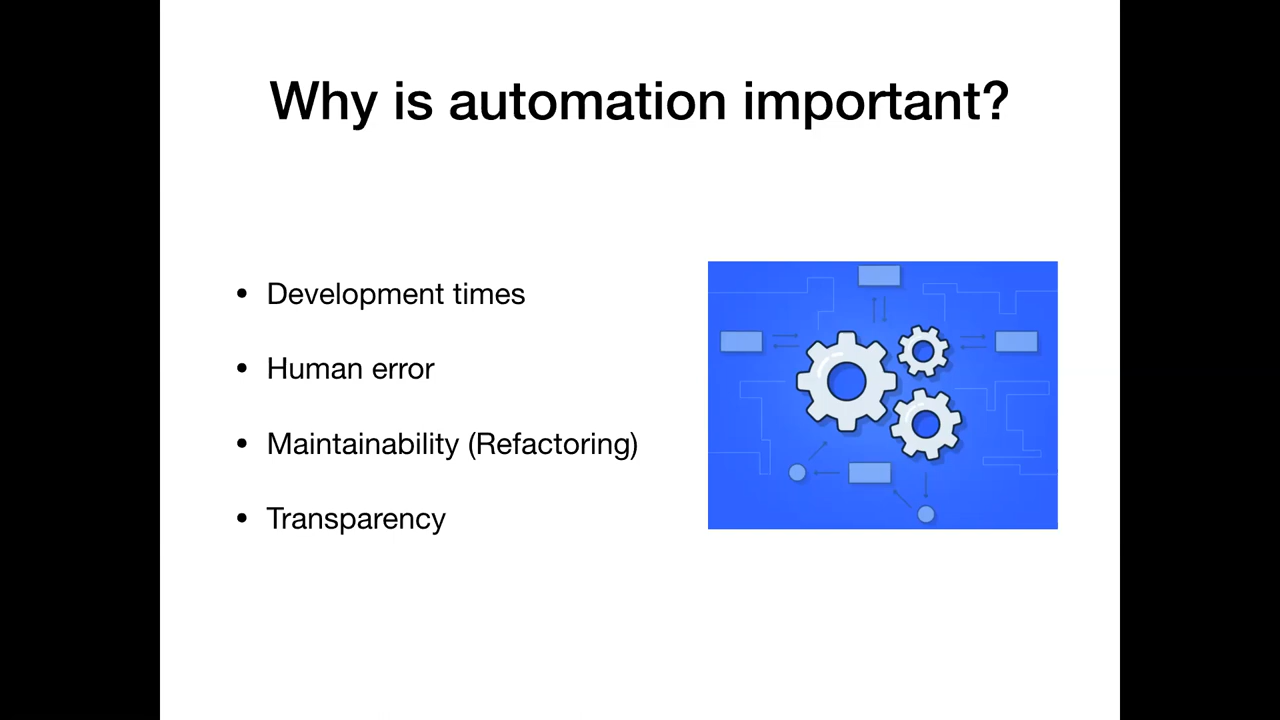 Why is automation important?
• Development times
• Human error
• Maintainability (Refactoring)
• Transparency